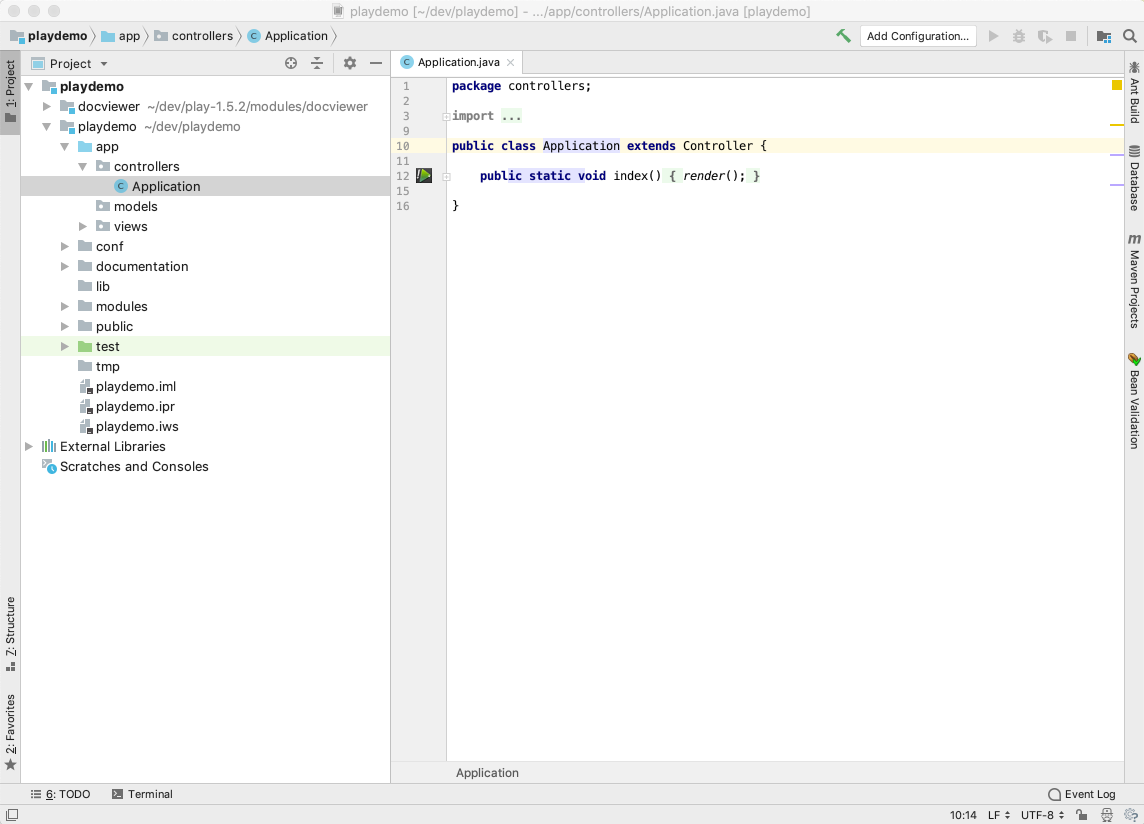 playdemo [~/dev/playdemo] - .../app/controllers/Application.java [playdemo]
playdemo app controllers C Application Add Configuration...
1: Project
Project
playdemo
docviewer ~/dev/play-1.5.2/modules/docviewer
playdemo ~/dev/playdemo
app
controllers
C Application
models
views
conf
documentation
lib
modules
public
test
tmp
playdemo.iml
playdemo.ipr
playdemo.iws
External Libraries
Scratches and Consoles
7: Structure
2: Favorites
C Application.java
1 package controllers;
2
3 import ...
9
10 public class Application extends Controller {
11
12 public static void index() { render(); }
15
16 }
Application
Ant Build
Database
m Maven Projects
Bean Validation
6: TODO Terminal Event Log
10:14 LF UTF-8